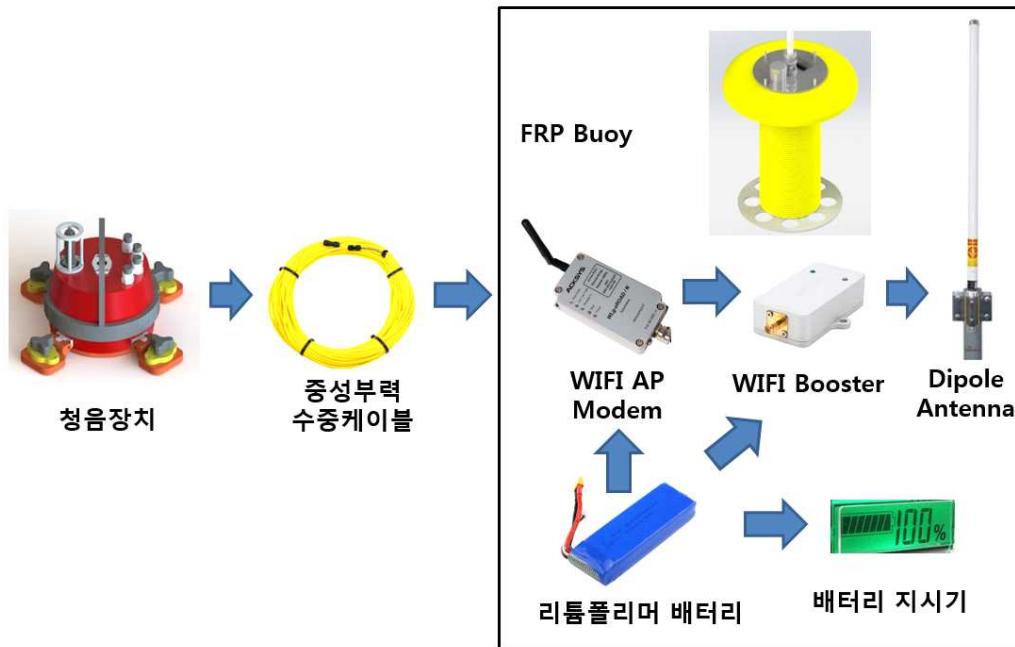 FRP Buoy
ACKSYS
WIFI AP
Modem
WIFI Booster
Dipole
Antenna
청음장치
중성부력
수중케이블
100%
리튬폴리머 배터리
배터리 지시기